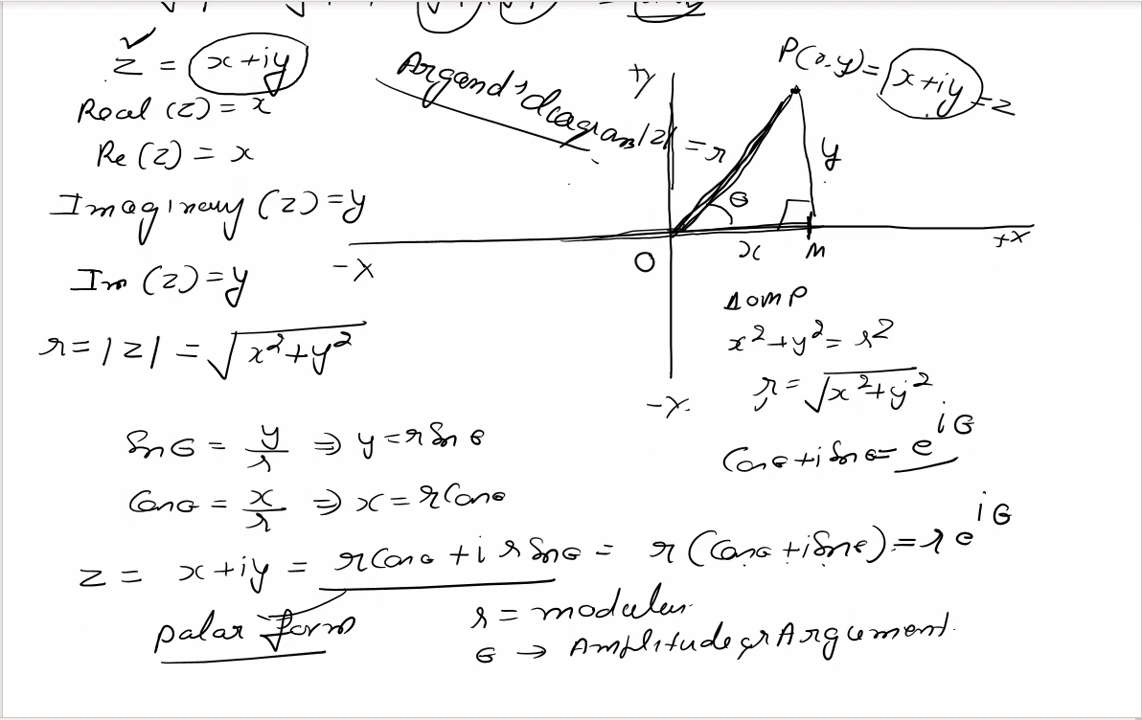 z = x+iy
Real (z) = x
Re (z) = x
Imaginary (z) = y
Im (z) = y
r = |z| = √x²+y²
Argand's diagram
+y
P(x,y) = x+iy = z
|z| = r
y
θ
-X
O
x
M
+X
-y
Δ OMP
x²+y² = r²
r = √x²+y²
Sinθ = y/r ⇒ y = r Sinθ
Cosθ = x/r ⇒ x = r Cosθ
Cosθ + i Sinθ = e^iθ
z = x+iy = r Cosθ + i r Sinθ = r (Cosθ + i Sinθ) = r e^iθ
Polar form
r = modulus
θ → Amplitude or Argument.